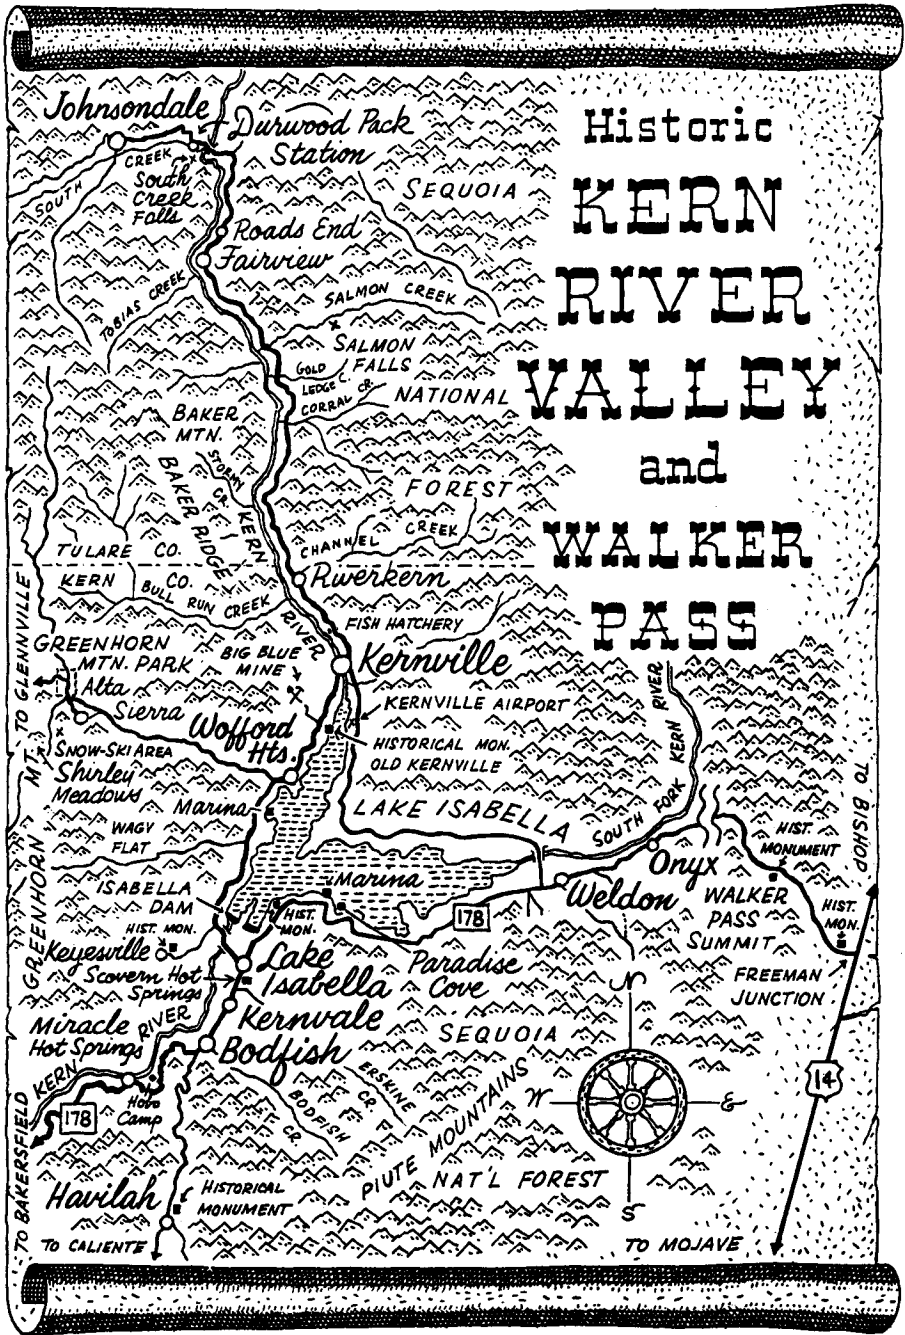 Historic
KERN
RIVER
VALLEY
and
WALKER
PASS
Johnsondale
Durwood Pack
Station
SOUTH CREEK
South
Creek
Falls
SEQUOIA
Roads End
Fairview
TOBIAS CREEK
SALMON CREEK
SALMON
FALLS
GOLD
LEDGE C.
CORRAL CR.
NATIONAL
BAKER
MTN.
STORMY
CR.
BAKER RIDGE
KERN
RIVER
FOREST
CHANNEL CREEK
TULARE CO.
KERN CO.
BULL RUN CREEK
Riverkern
FISH HATCHERY
TO GLENNVILLE
GREENHORN
MTN. PARK
Alta
Sierra
BIG BLUE
MINE
Kernville
KERNVILLE AIRPORT
Wofford
Hts.
HISTORICAL MON.
OLD KERNVILLE
SNOW-SKI AREA
Shirley
Meadows
GREENHORN MT.
Marina
LAKE ISABELLA
SOUTH FORK KERN RIVER
TO BISHOP
WAGY
FLAT
HIST.
MONUMENT
Onyx
Marina
Weldon
WALKER
PASS
SUMMIT
HIST.
MON.
ISABELLA
DAM
HIST. MON.
Keyesville
HIST.
MON.
178
FREEMAN
JUNCTION
Scovern Hot
Springs
Lake
Isabella
Paradise
Cove
Kernvale
Miracle
Hot Springs
KERN RIVER
Bodfish
SEQUOIA
N
W
E
S
14
Hobo
Camp
178
TO BAKERSFIELD
BODFISH
CR.
ERSKINE
CR.
PIUTE MOUNTAINS
NAT'L FOREST
Havilah
HISTORICAL
MONUMENT
TO CALIENTE
TO MOJAVE